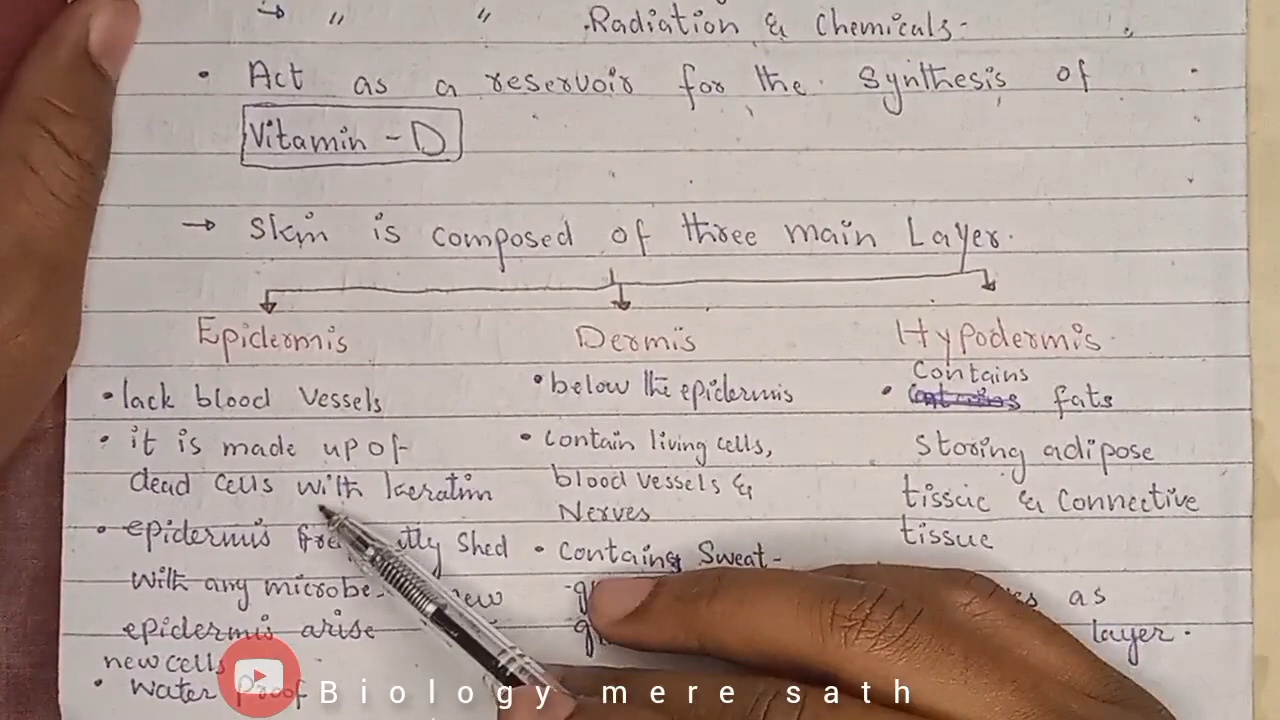 → " " Radiation & Chemicals- "
• Act as a reservoir for the synthesis of
Vitamin - D
→ Skin is composed of three main Layer.
Epidermis
• lack blood vessels
• it is made up of
dead cells with keratin
• epidermis shed
with any microbe new
epidermis arise
new cells
• Water proof
Dermis
• below the epidermis
• contain living cells,
blood vessels &
Nerves
• contains Sweat-
Hypodermis
Contains
• fats
storing adipose
tissue & connective
tissue
as
layer.
Biology mere sath